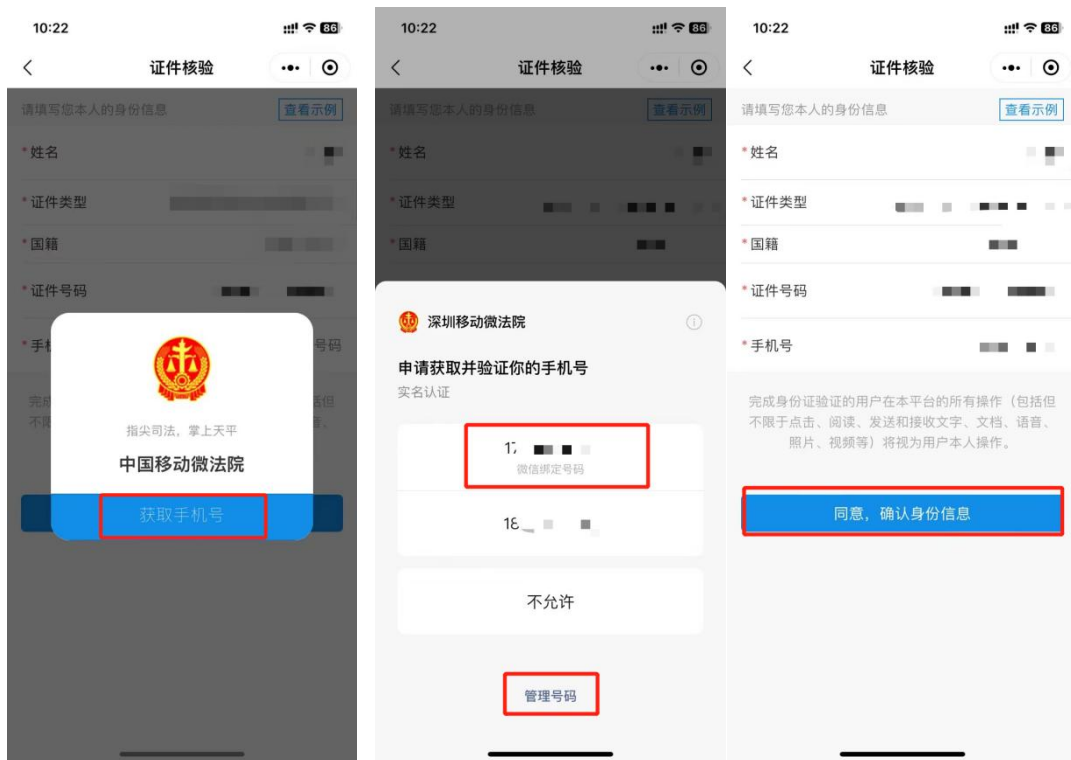 10:22
86
证件核验
请填写您本人的身份信息
查看示例
*姓名
*证件类型
*国籍
*证件号码
*手机
号码
指尖司法，掌上天平
中国移动微法院
获取手机号
10:22
86
证件核验
请填写您本人的身份信息
查看示例
*姓名
*证件类型
*国籍
深圳移动微法院
申请获取并验证你的手机号
实名认证
17
微信绑定号码
18
不允许
管理号码
10:22
86
证件核验
请填写您本人的身份信息
查看示例
*姓名
*证件类型
*国籍
*证件号码
*手机号
完成身份证验证的用户在本平台的所有操作（包括但
不限于点击、阅读、发送和接收文字、文档、语音、
照片、视频等）将视为用户本人操作。
同意，确认身份信息